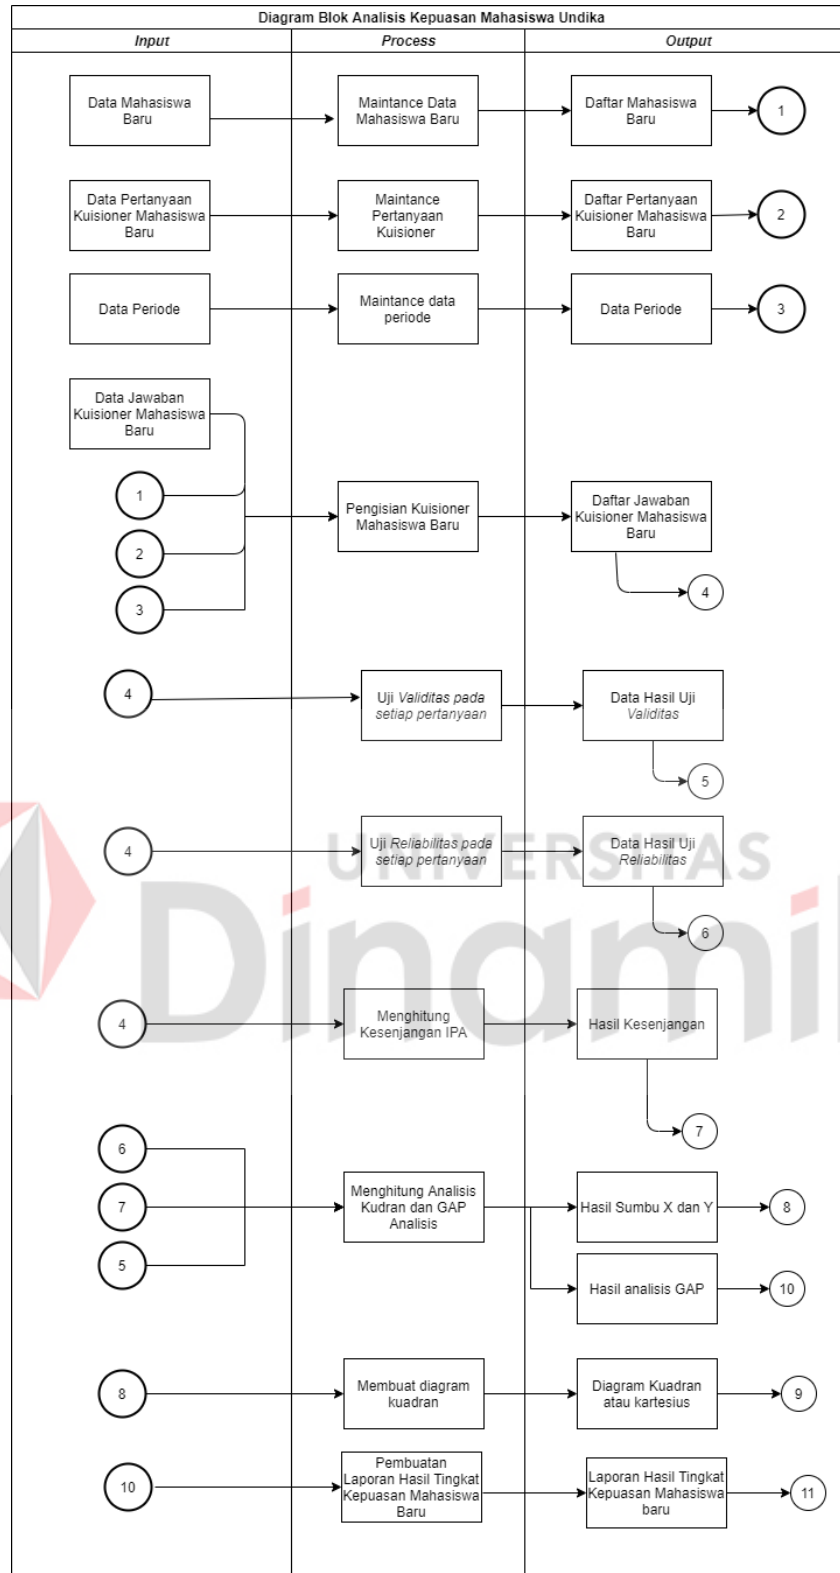 Diagram Blok Analisis Kepuasan Mahasiswa Undika
Input
Process
Output
Data Mahasiswa
Baru
Maintance Data
Mahasiswa Baru
Daftar Mahasiswa
Baru
1
Data Pertanyaan
Kuisioner Mahasiswa
Baru
Maintance
Pertanyaan
Kuisioner
Daftar Pertanyaan
Kuisioner Mahasiswa
Baru
2
Data Periode
Maintance data
periode
Data Periode
3
Data Jawaban
Kuisioner Mahasiswa
Baru
1
2
3
Pengisian Kuisioner
Mahasiswa Baru
Daftar Jawaban
Kuisioner Mahasiswa
Baru
4
4
Uji Validitas pada
setiap pertanyaan
Data Hasil Uji
Validitas
5
4
Uji Reliabilitas pada
setiap pertanyaan
Data Hasil Uji
Reliabilitas
6
UNIVERSITAS
Dinamik
4
Menghitung
Kesenjangan IPA
Hasil Kesenjangan
7
6
7
5
Menghitung Analisis
Kudran dan GAP
Analisis
Hasil Sumbu X dan Y
8
Hasil analisis GAP
10
8
Membuat diagram
kuadran
Diagram Kuadran
atau kartesius
9
10
Pembuatan
Laporan Hasil Tingkat
Kepuasan Mahasiswa
Baru
Laporan Hasil Tingkat
Kepuasan Mahasiswa
baru
11